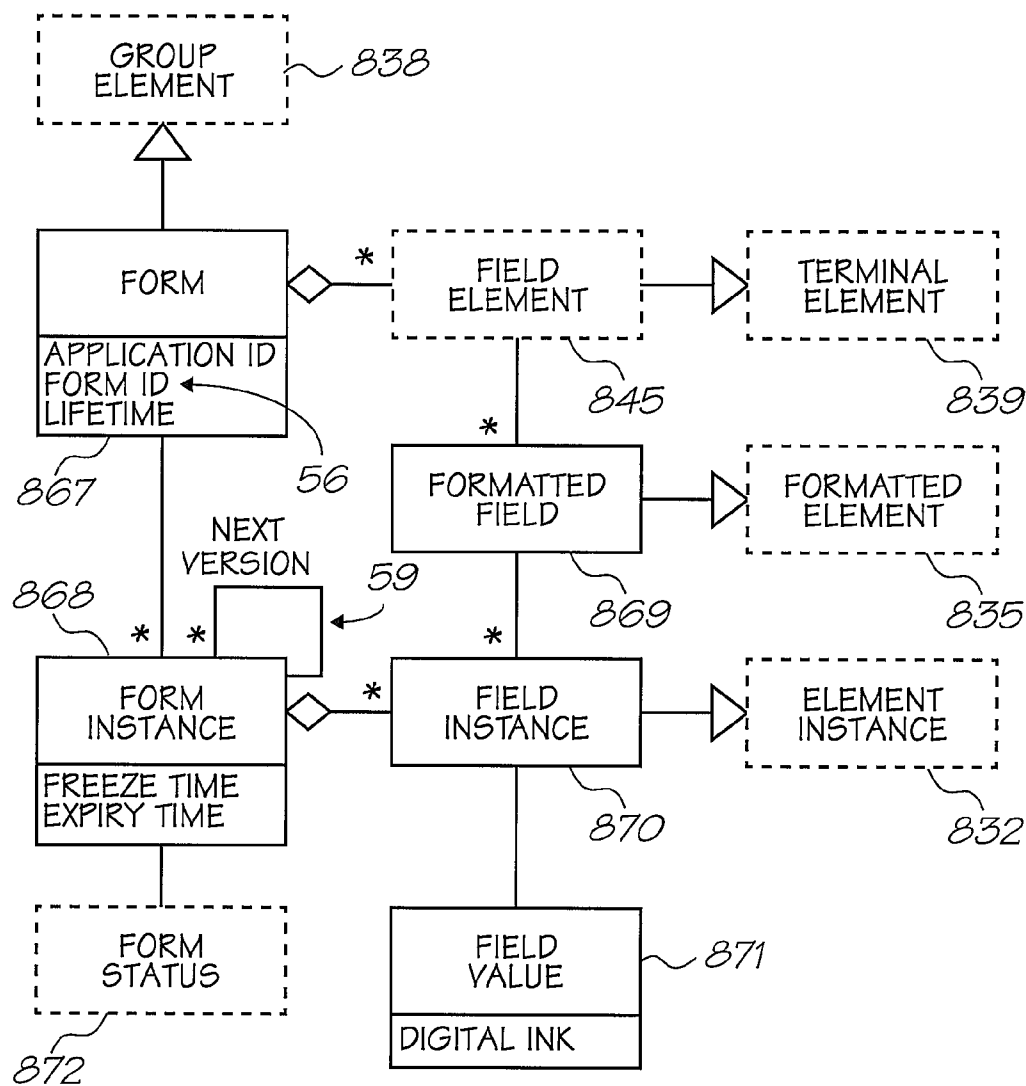 GROUP
ELEMENT
838
FORM
*
FIELD
ELEMENT
TERMINAL
ELEMENT
APPLICATION ID
FORM ID
LIFETIME
845
839
867
56
*
FORMATTED
FIELD
FORMATTED
ELEMENT
NEXT
VERSION
868
59
869
835
*
*
*
*
FORM
INSTANCE
FIELD
INSTANCE
ELEMENT
INSTANCE
FREEZE TIME
EXPIRY TIME
870
832
FORM
STATUS
FIELD
VALUE
871
872
DIGITAL INK